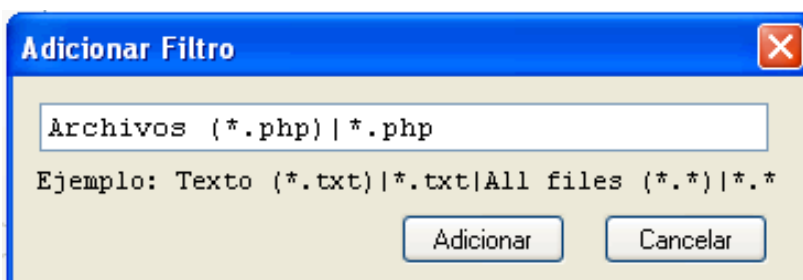 Adicionar Filtro
Archivos (*.php)|*.php
Ejemplo: Texto (*.txt)|*.txt|All files (*.*)|*.*
Adicionar Cancelar